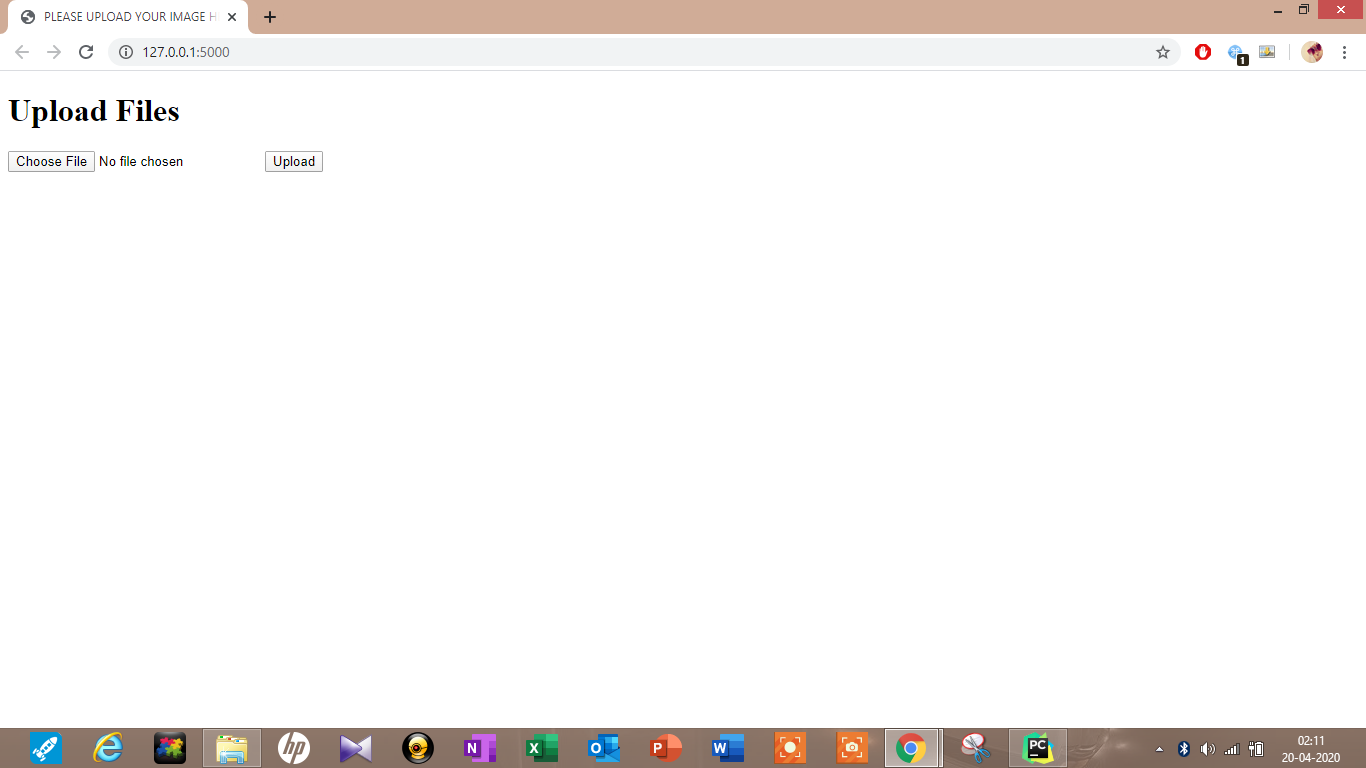 PLEASE UPLOAD YOUR IMAGE H
127.0.0.1:5000
1
Upload Files
Choose File No file chosen Upload
hp N X O P W PC
02:11
20-04-2020